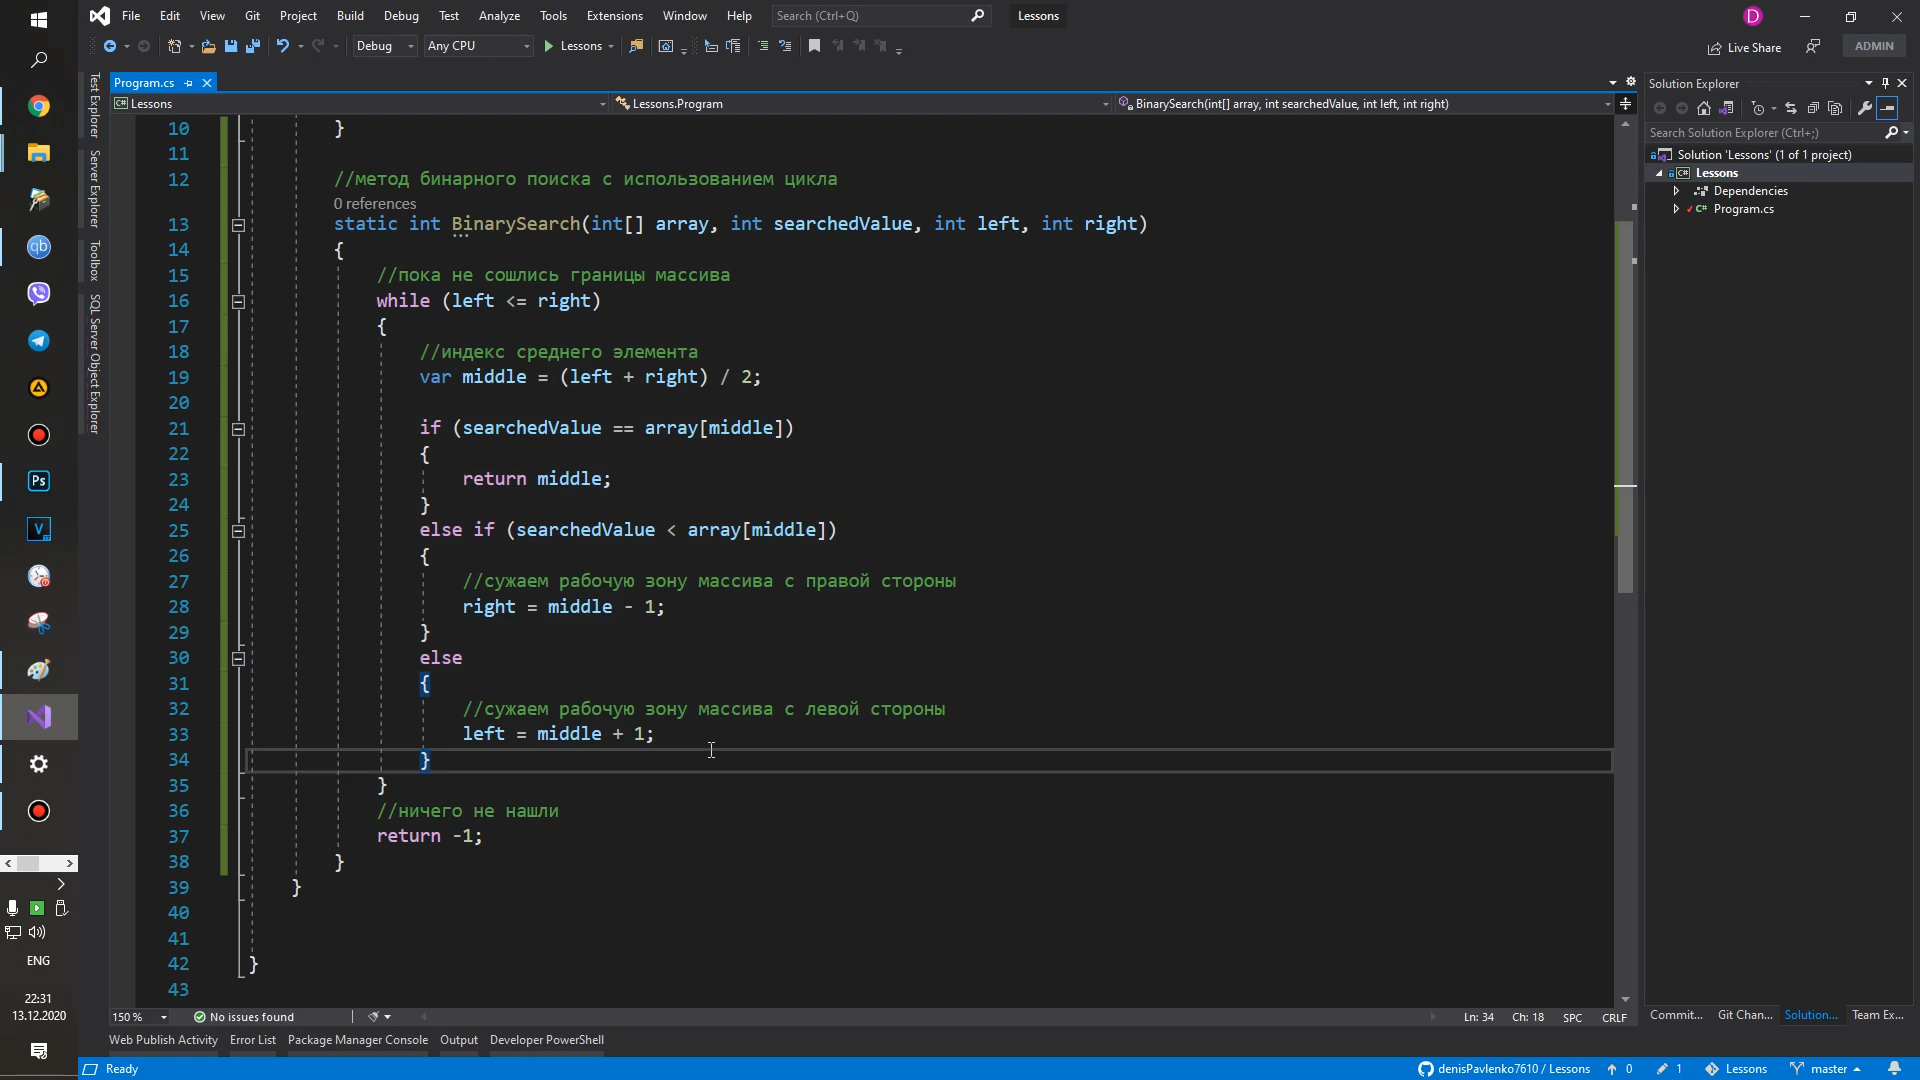 File Edit View Git Project Build Debug Test Analyze Tools Extensions Window Help Search (Ctrl+Q) Lessons D
Debug Any CPU Lessons Live Share ADMIN
Program.cs
Solution Explorer
C# Lessons Lessons.Program BinarySearch(int[] array, int searchedValue, int left, int right)
Search Solution Explorer (Ctrl+;)
Solution 'Lessons' (1 of 1 project)
C# Lessons
Dependencies
C# Program.cs
Test Explorer
Server Explorer
Toolbox
SQL Server Object Explorer
10 }
11
12 //метод бинарного поиска с использованием цикла
0 references
13 static int BinarySearch(int[] array, int searchedValue, int left, int right)
14 {
15 //пока не сошлись границы массива
16 while (left <= right)
17 {
18 //индекс среднего элемента
19 var middle = (left + right) / 2;
20
21 if (searchedValue == array[middle])
22 {
23 return middle;
24 }
25 else if (searchedValue < array[middle])
26 {
27 //сужаем рабочую зону массива с правой стороны
28 right = middle - 1;
29 }
30 else
31 {
32 //сужаем рабочую зону массива с левой стороны
33 left = middle + 1;
34 }
35 }
36 //ничего не нашли
37 return -1;
38 }
39 }
40
41
42 }
43
150 % No issues found Ln: 34 Ch: 18 SPC CRLF
Commit... Git Chan... Solution... Team Ex...
Web Publish Activity Error List Package Manager Console Output Developer PowerShell
Ready denisPavlenko7610 / Lessons 0 1 Lessons master
qb
Ps
V
ENG
22:31
13.12.2020